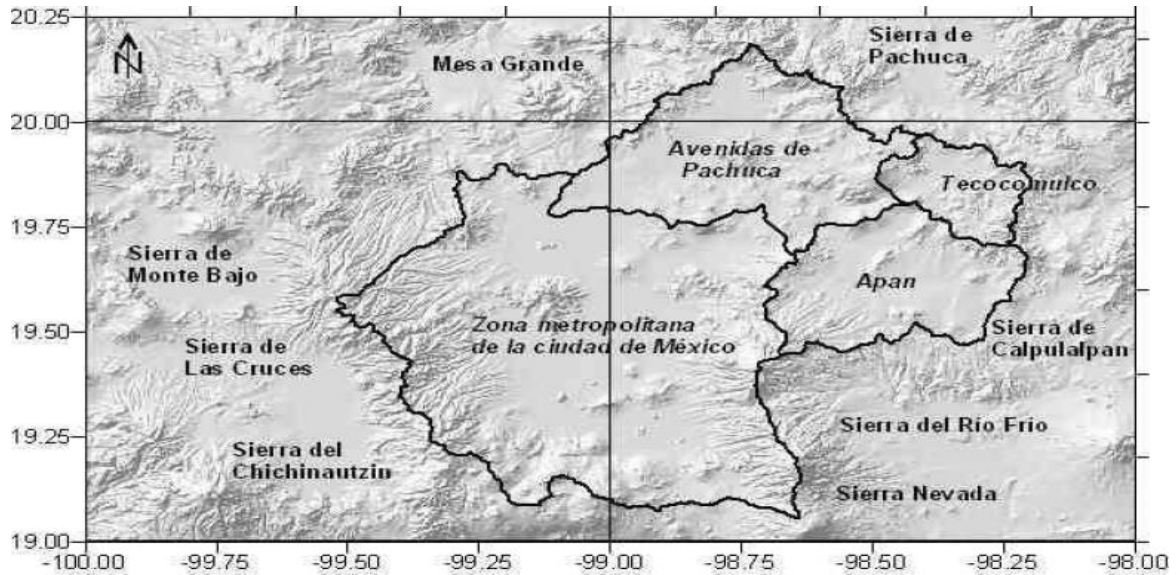 20.25
N
Mesa Grande
Sierra de
Pachuca
20.00
Avenidas de
Pachuca
Tecocomulco
19.75
Sierra de
Monte Bajo
Apan
19.50
Zona metropolitana
de la ciudad de México
Sierra de
Las Cruces
Sierra de
Calpulalpan
19.25
Sierra del Río Frío
Sierra del
Chichinautzin
Sierra Nevada
19.00
-100.00 -99.75 -99.50 -99.25 -99.00 -98.75 -98.50 -98.25 -98.00